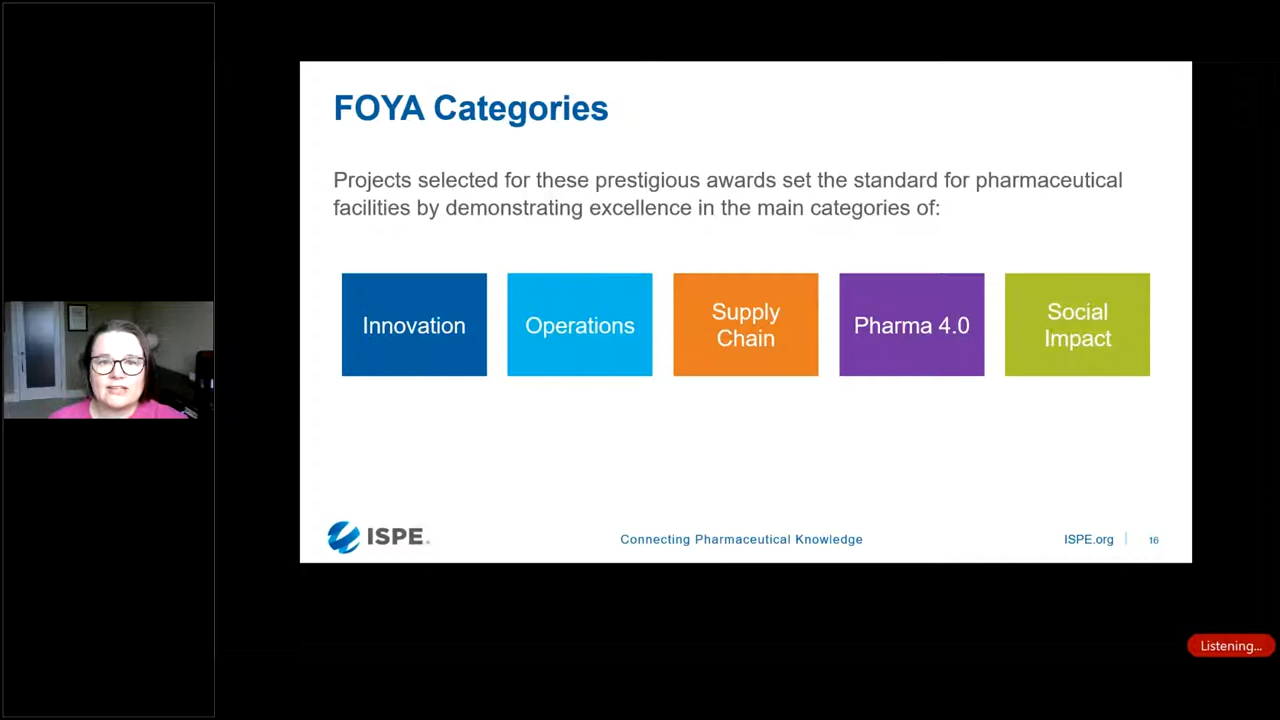 FOYA Categories
Projects selected for these prestigious awards set the standard for pharmaceutical
facilities by demonstrating excellence in the main categories of:
Innovation
Operations
Supply
Chain
Pharma 4.0
Social
Impact
ISPE.
Connecting Pharmaceutical Knowledge
ISPE.org
16
Listening...